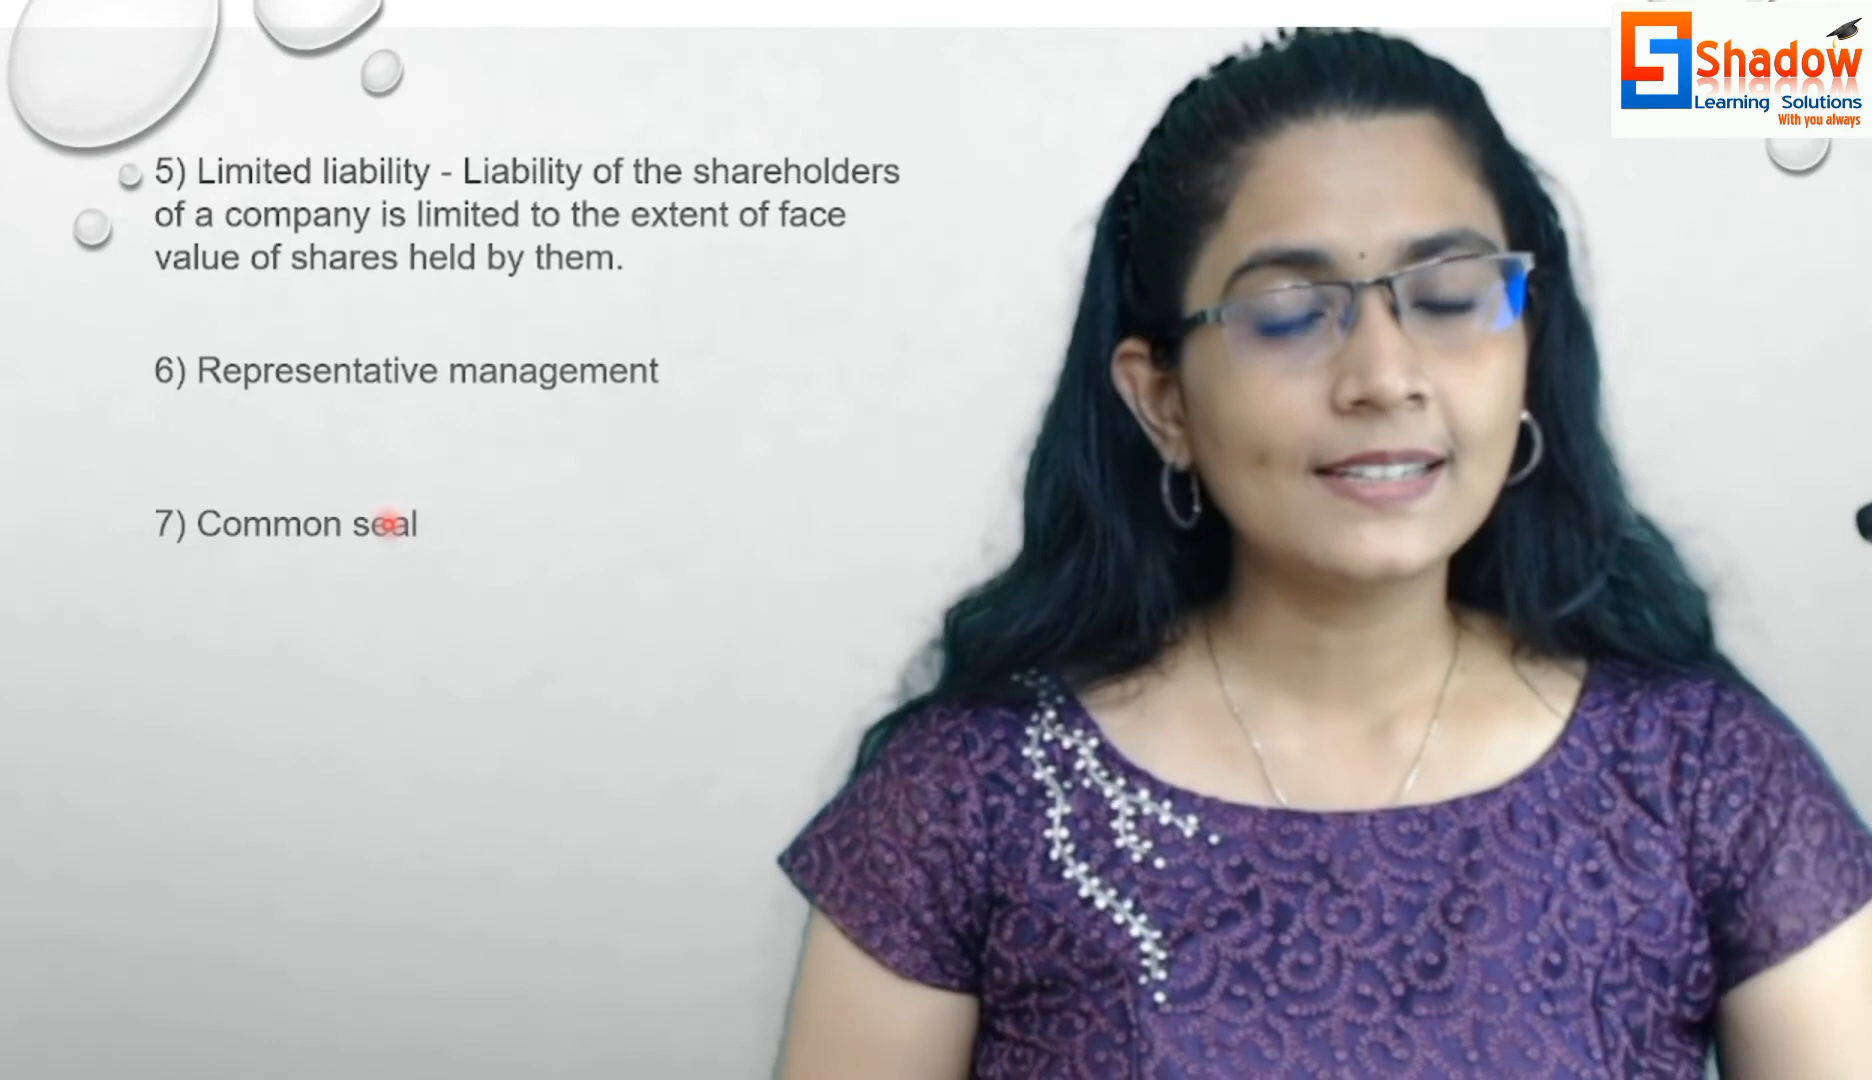 Shadow
Learning Solutions
With you always
5) Limited liability - Liability of the shareholders
of a company is limited to the extent of face
value of shares held by them.
6) Representative management
7) Common seal